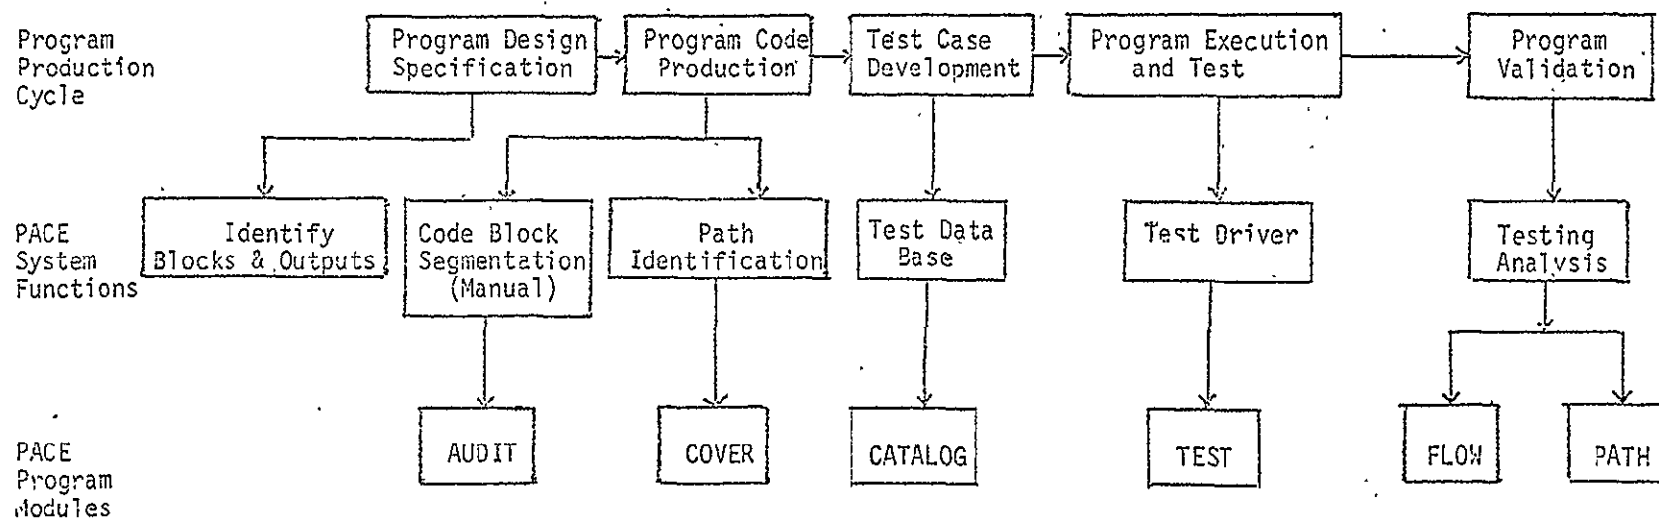 Program
Production
Cycle
Program Design
Specification
Program Code
Production
Test Case
Development
Program Execution
and Test
Program
Validation
PACE
System
Functions
Identify
Blocks & Outputs
Code Block
Segmentation
(Manual)
Path
Identification
Test Data
Base
Test Driver
Testing
Analysis
PACE
Program
Modules
AUDIT
COVER
CATALOG
TEST
FLOW
PATH